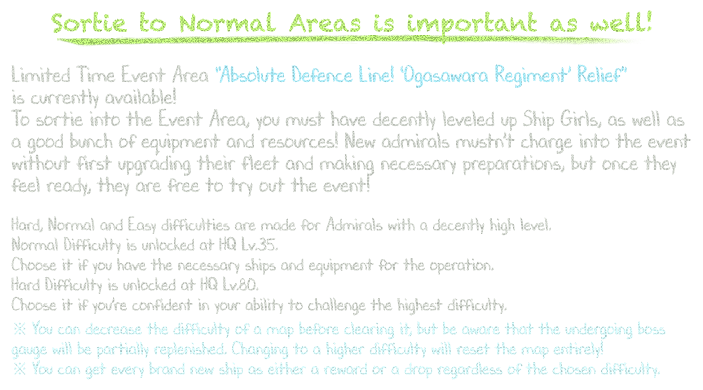 Sortie to Normal Areas is important as well!
Limited Time Event Area "Absolute Defence Line! 'Ogasawara Regiment' Relief"
is currently available!
To sortie into the Event Area, you must have decently leveled up Ship Girls, as well as
a good bunch of equipment and resources! New admirals mustn't charge into the event
without first upgrading their fleet and making necessary preparations, but once they
feel ready, they are free to try out the event!
Hard, Normal and Easy difficulties are made for Admirals with a decently high level.
Normal Difficulty is unlocked at HQ Lv.35.
Choose it if you have the necessary ships and equipment for the operation.
Hard Difficulty is unlocked at HQ Lv.80.
Choose it if you're confident in your ability to challenge the highest difficulty.
※ You can decrease the difficulty of a map before clearing it, but be aware that the undergoing boss
gauge will be partially replenished. Changing to a higher difficulty will reset the map entirely!
※ You can get every brand new ship as either a reward or a drop regardless of the chosen difficulty.